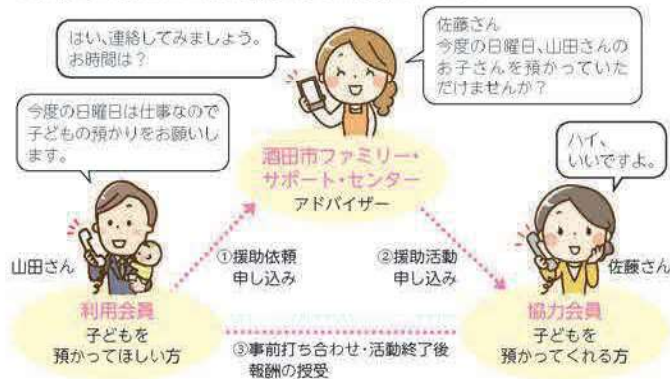 はい、連絡してみましょう。
お時間は？
佐藤さん
今度の日曜日、山田さんの
お子さんを預かっていた
だけませんか？
今度の日曜日は仕事なので
子どもの預かりをお願いし
ます。
ハイ、
いいですよ。
酒田市ファミリー・
サポート・センター
アドバイザー
①援助依頼
申し込み
②援助活動
申し込み
山田さん
佐藤さん
利用会員
子どもを
預かってほしい方
協力会員
子どもを
預かってくれる方
③事前打ち合わせ・活動終了後
報酬の授受